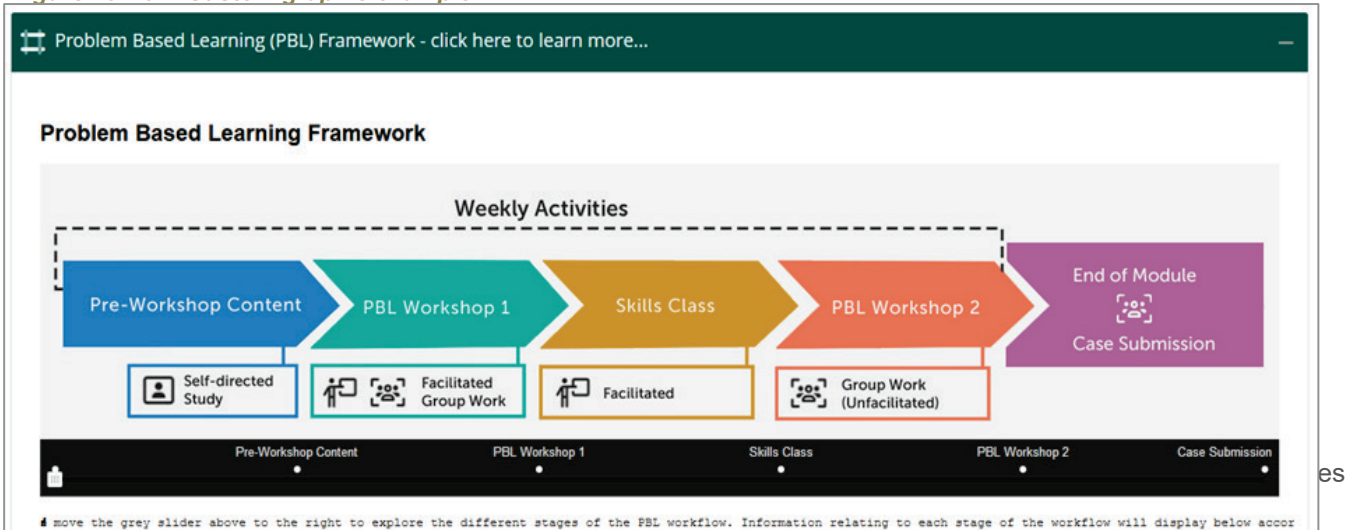 Problem Based Learning (PBL) Framework - click here to learn more...
Problem Based Learning Framework
Weekly Activities
Pre-Workshop Content
PBL Workshop 1
Skills Class
PBL Workshop 2
End of Module
Case Submission
Self-directed
Study
Facilitated
Group Work
Facilitated
Group Work
(Unfacilitated)
Pre-Workshop Content
PBL Workshop 1
Skills Class
PBL Workshop 2
Case Submission
es
move the grey slider above to the right to explore the different stages of the PBL workflow. Information relating to each stage of the workflow will display below accor